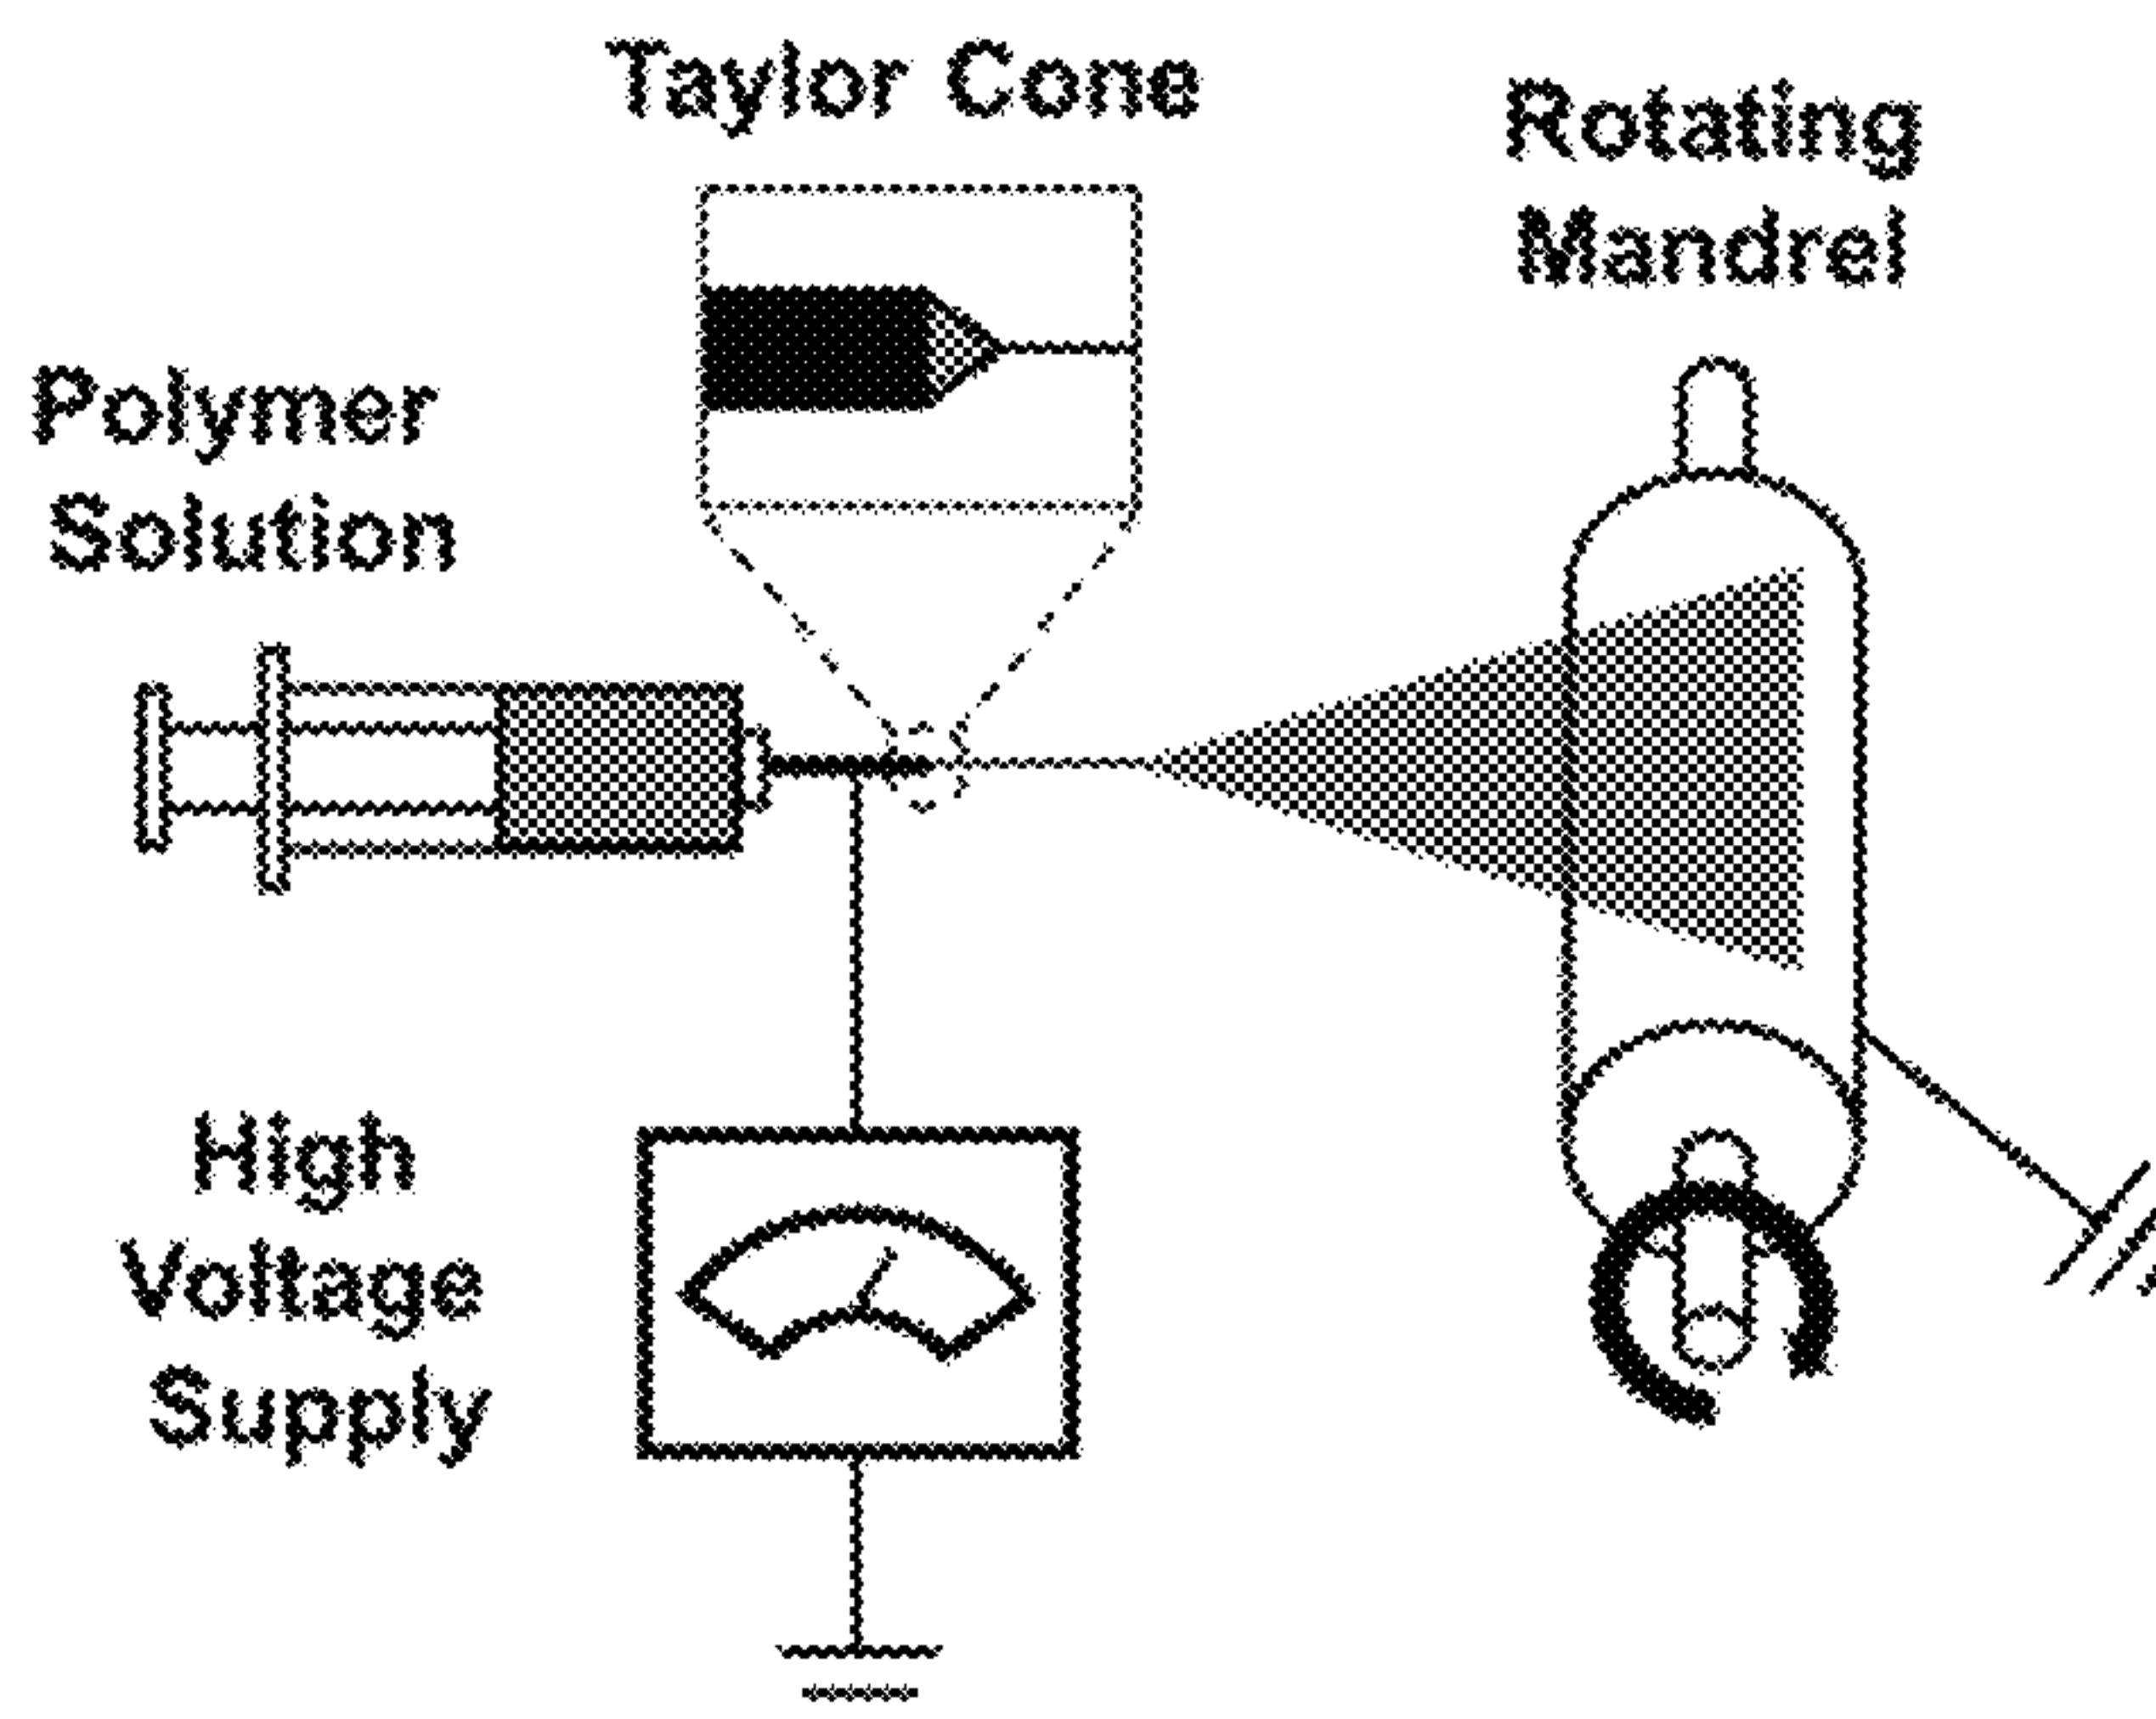 Taylor Cone
Rotating
Mandrel
Polymer
Solution
High
Voltage
Supply